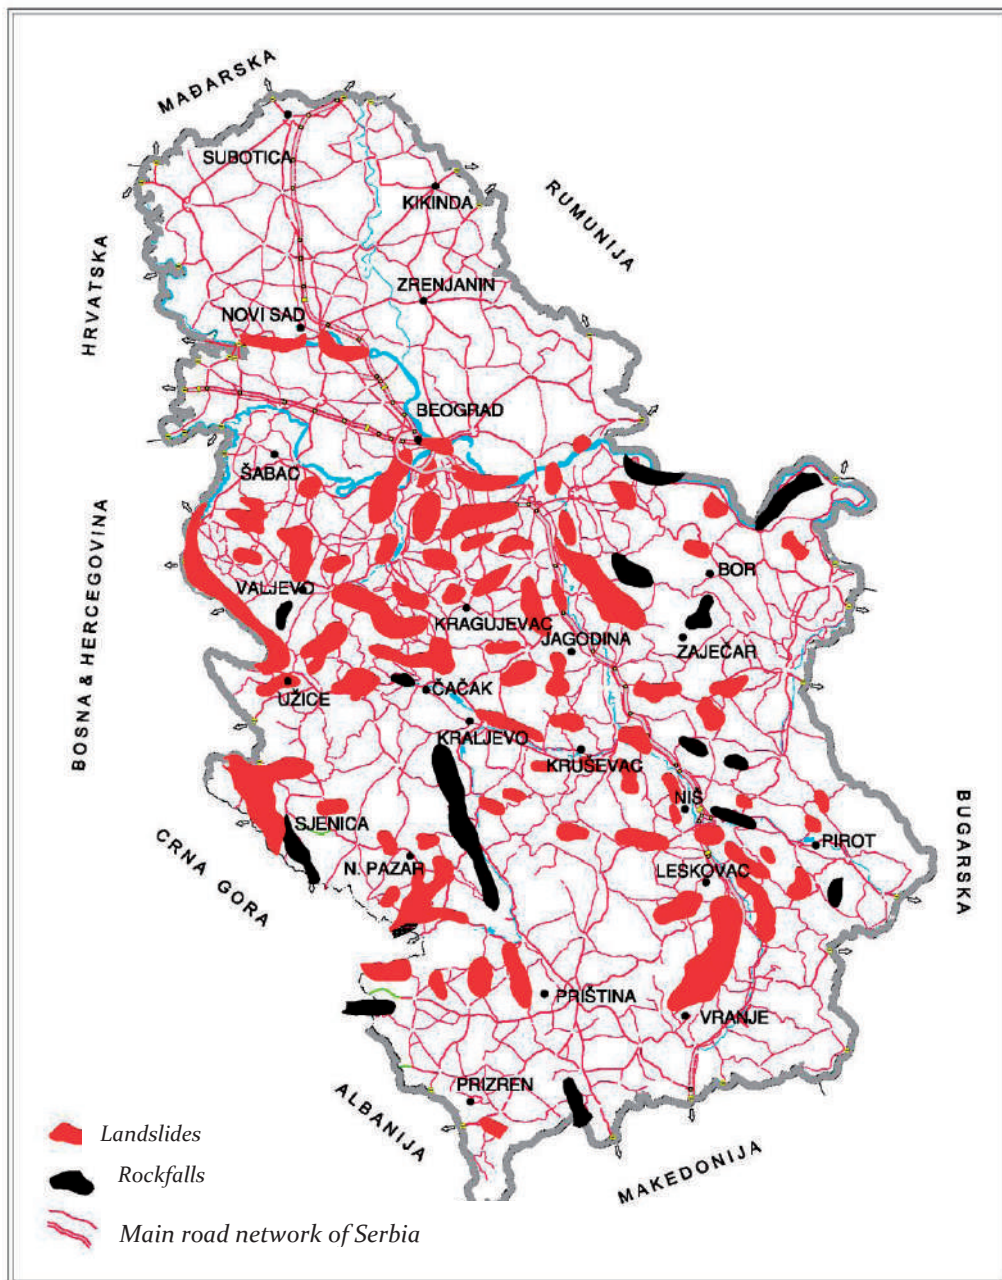 MAĐARSKA
SUBOTICA
KIKINDA
RUMUNIJA
HRVATSKA
ZRENJANIN
NOVI SAD
BEOGRAD
ŠABAC
BOSNA & HERCEGOVINA
BOR
VALJEVO
KRAGUJEVAC
JAGODINA
ZAJEČAR
UŽICE
ČAČAK
KRALJEVO
KRUŠEVAC
NIŠ
SJENICA
PIROT
BUGARSKA
CRNA GORA
N. PAZAR
LESKOVAC
PRIŠTINA
VRANJE
PRIZREN
ALBANIJA
MAKEDONIJA
Landslides
Rockfalls
Main road network of Serbia